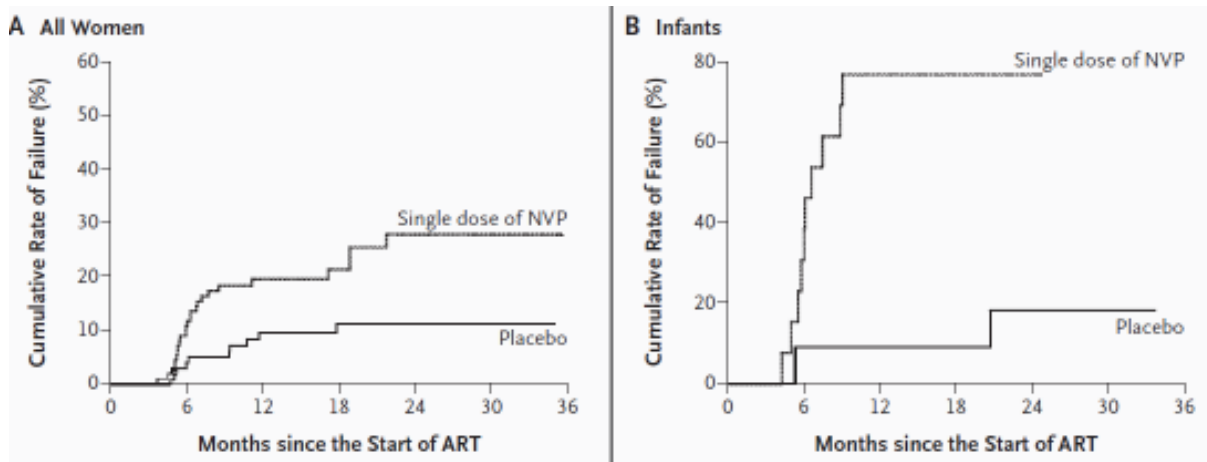 A All Women
Cumulative Rate of Failure (%)
60
50
40
30
20
10
0
Single dose of NVP
Placebo
0 6 12 18 24 30 36
Months since the Start of ART
B Infants
Cumulative Rate of Failure (%)
80
60
40
20
0
Single dose of NVP
Placebo
0 6 12 18 24 30 36
Months since the Start of ART